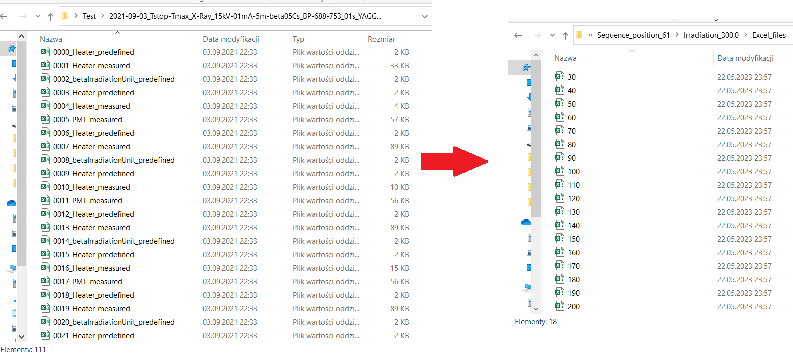 Test > 2021-09-03_Tstop-Tmax_X-Ray_15kV-01mA-5m-beta05Cs_BP-688-753_01s_YAGG...
Nazwa Data modyfikacji Typ Rozmiar
0000_Heater_predefined 03.09.2021 22:33 Plik wartości oddzi... 2 KB
0001_Heater_measured 03.09.2021 22:33 Plik wartości oddzi... 33 KB
0002_betaIrradiationUnit_predefined 03.09.2021 22:33 Plik wartości oddzi... 2 KB
0003_Heater_predefined 03.09.2021 22:33 Plik wartości oddzi... 2 KB
0004_Heater_measured 03.09.2021 22:33 Plik wartości oddzi... 4 KB
0005_PMT_measured 03.09.2021 22:33 Plik wartości oddzi... 57 KB
0006_Heater_predefined 03.09.2021 22:33 Plik wartości oddzi... 2 KB
0007_Heater_measured 03.09.2021 22:33 Plik wartości oddzi... 89 KB
0008_betaIrradiationUnit_predefined 03.09.2021 22:33 Plik wartości oddzi... 2 KB
0009_Heater_predefined 03.09.2021 22:33 Plik wartości oddzi... 2 KB
0010_Heater_measured 03.09.2021 22:33 Plik wartości oddzi... 10 KB
0011_PMT_measured 03.09.2021 22:33 Plik wartości oddzi... 56 KB
0012_Heater_predefined 03.09.2021 22:33 Plik wartości oddzi... 2 KB
0013_Heater_measured 03.09.2021 22:33 Plik wartości oddzi... 89 KB
0014_betaIrradiationUnit_predefined 03.09.2021 22:33 Plik wartości oddzi... 2 KB
0015_Heater_predefined 03.09.2021 22:33 Plik wartości oddzi... 2 KB
0016_Heater_measured 03.09.2021 22:33 Plik wartości oddzi... 15 KB
0017_PMT_measured 03.09.2021 22:33 Plik wartości oddzi... 56 KB
0018_Heater_predefined 03.09.2021 22:33 Plik wartości oddzi... 2 KB
0019_Heater_measured 03.09.2021 22:33 Plik wartości oddzi... 89 KB
0020_betaIrradiationUnit_predefined 03.09.2021 22:33 Plik wartości oddzi... 2 KB
0021_Heater_predefined 03.09.2021 22:33 Plik wartości oddzi... 2 KB
Elementy: 111
« Sequence_position_61 > Irradiation_300.0 > Excel_files
Nazwa Data modyfikacji
30 22.05.2023 23:57
40 22.05.2023 23:57
50 22.05.2023 23:57
60 22.05.2023 23:57
70 22.05.2023 23:57
80 22.05.2023 23:57
90 22.05.2023 23:57
100 22.05.2023 23:57
110 22.05.2023 23:57
120 22.05.2023 23:57
130 22.05.2023 23:57
140 22.05.2023 23:57
150 22.05.2023 23:57
160 22.05.2023 23:57
170 22.05.2023 23:57
180 22.05.2023 23:57
190 22.05.2023 23:57
200 22.05.2023 23:57
Elementy: 18